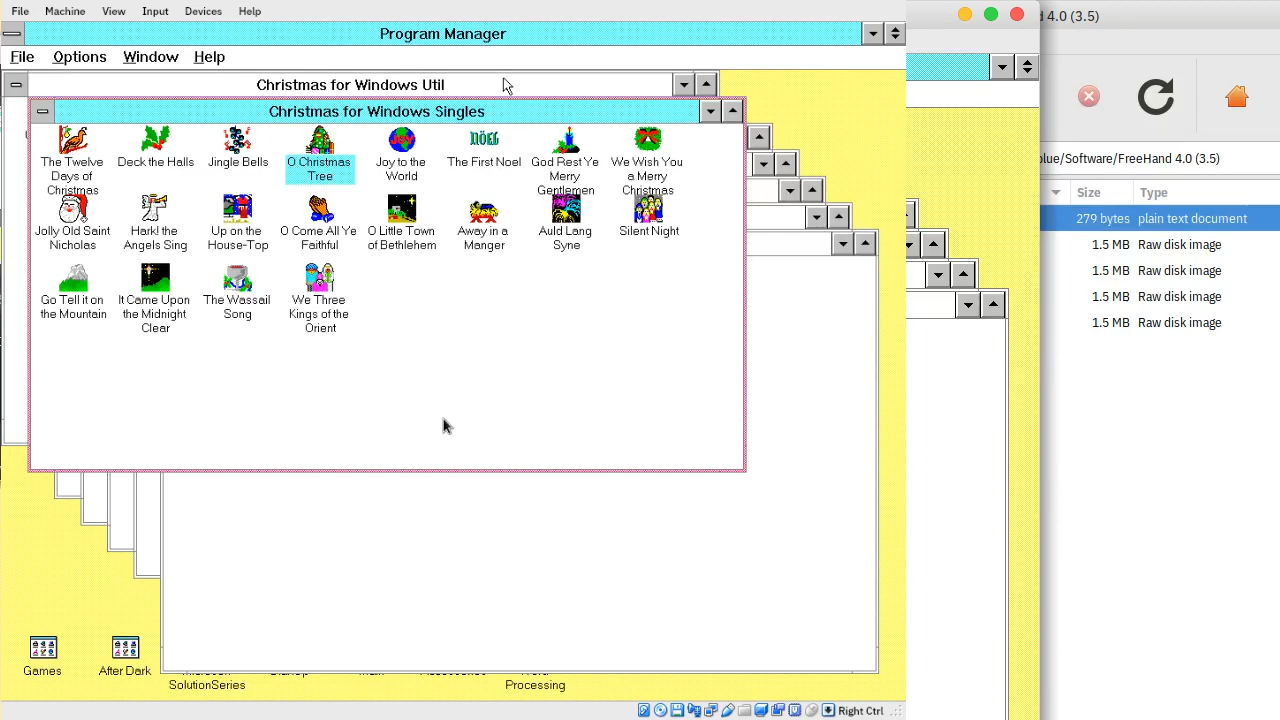 File Machine View Input Devices Help
4.0 (3.5)
Program Manager
File Options Window Help
Christmas for Windows Util
Christmas for Windows Singles
The Twelve Days of Christmas
Deck the Halls
Jingle Bells
O Christmas Tree
Joy to the World
The First Noel
God Rest Ye Merry Gentlemen
We Wish You a Merry Christmas
Jolly Old Saint Nicholas
Hark! the Angels Sing
Up on the House-Top
O Come All Ye Faithful
O Little Town of Bethlehem
Away in a Manger
Auld Lang Syne
Silent Night
Go Tell it on the Mountain
It Came Upon the Midnight Clear
The Wassail Song
We Three Kings of the Orient
NOEL
JOY
blue/Software/FreeHand 4.0 (3.5)
Size Type
279 bytes plain text document
1.5 MB Raw disk image
1.5 MB Raw disk image
1.5 MB Raw disk image
1.5 MB Raw disk image
Games
After Dark
SolutionSeries
Processing
Right Ctrl